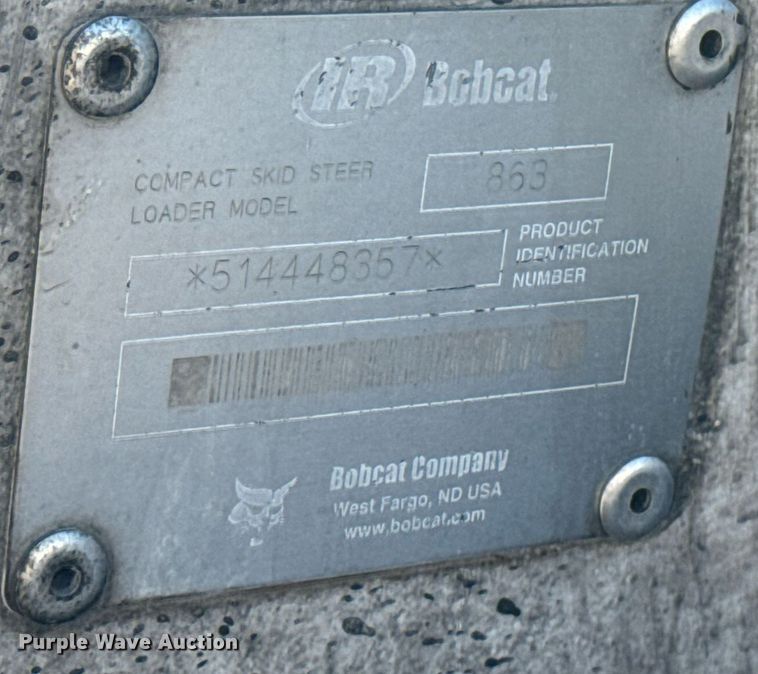 IR Bobcat
COMPACT SKID STEER
LOADER MODEL
863
*514448357*
PRODUCT
IDENTIFICATION
NUMBER
Bobcat Company
West Fargo, ND USA
www.bobcat.com
Purple Wave Auction